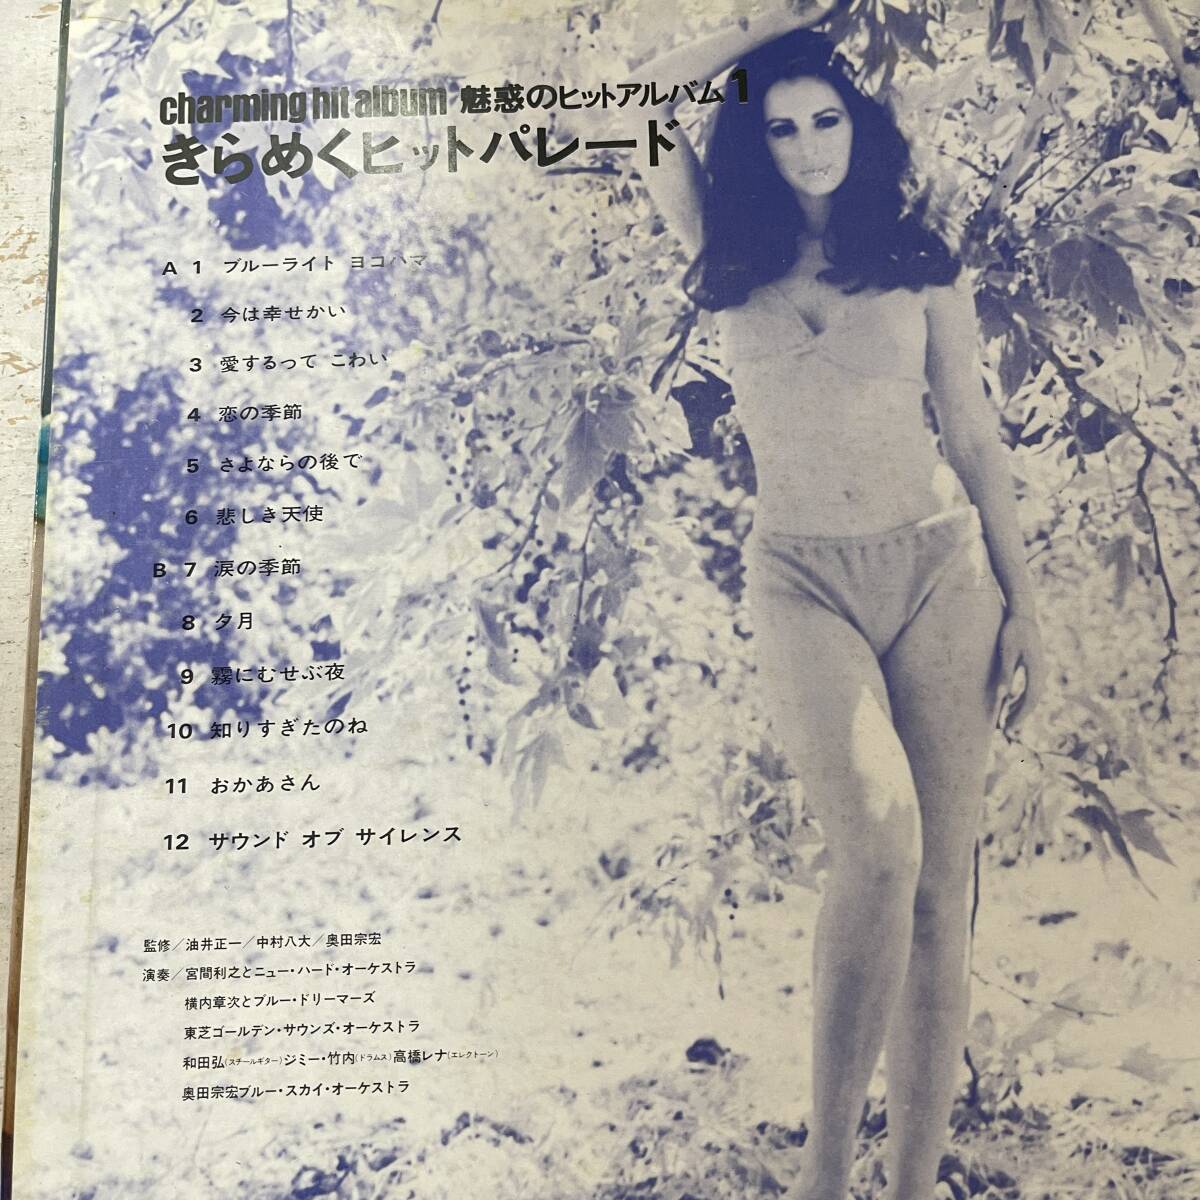 charming hit album 魅惑のヒットアルバム1
きらめくヒットパレード
A 1 ブルーライト ヨコハマ
2 今は幸せかい
3 愛するって こわい
4 恋の季節
5 さよならの後で
6 悲しき天使
B 7 涙の季節
8 夕月
9 霧にむせぶ夜
10 知りすぎたのね
11 おかあさん
12 サウンド オブ サイレンス
監修／油井正一／中村八大／奥田宗宏
演奏／宮間利之とニュー・ハード・オーケストラ
横内章次とブルー・ドリーマーズ
東芝ゴールデン・サウンズ・オーケストラ
和田弘(スチールギター)ジミー・竹内(ドラムス)高橋レナ(エレクトーン)
奥田宗宏ブルー・スカイ・オーケストラ